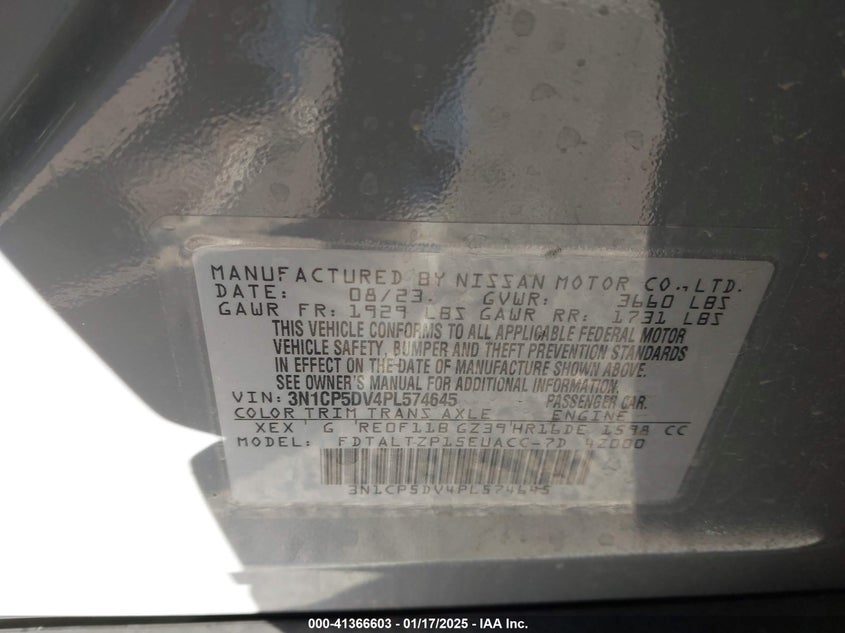 MANUFACTURED BY NISSAN MOTOR CO.,LTD.
DATE: 08/23. GVWR: 3660 LBS
GAWR FR: 1929 LBS GAWR RR: 1731 LBS
THIS VEHICLE CONFORMS TO ALL APPLICABLE FEDERAL MOTOR
VEHICLE SAFETY, BUMPER AND THEFT PREVENTION STANDARDS
IN EFFECT ON THE DATE OF MANUFACTURE SHOWN ABOVE.
SEE OWNER'S MANUAL FOR ADDITIONAL INFORMATION.
VIN: 3N1CP5DV4PL574645 PASSENGER CAR.
COLOR TRIM TRANS AXLE ENGINE
XEX G RE0F11B GZ39 HR16DE 1598 CC
MODEL: FDTALTZP15EUACC-7D 4Z000
3N1CP5DV4PL574645
000-41366603 - 01/17/2025 - © IAA Inc.